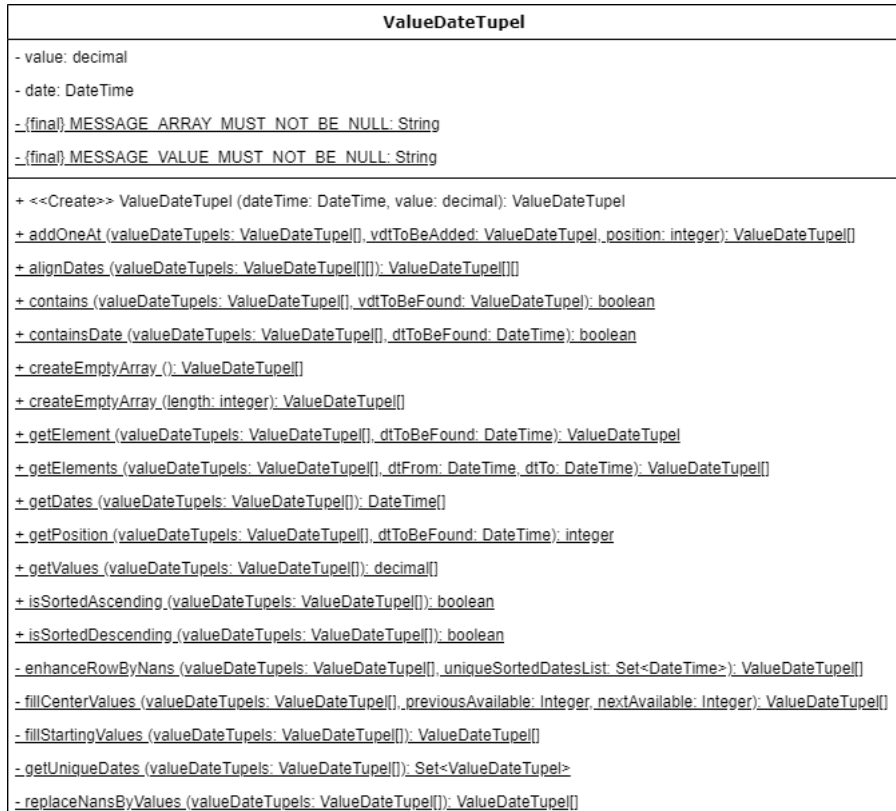 ValueDateTupel
- value: decimal
- date: DateTime
- {final} MESSAGE_ARRAY_MUST_NOT_BE_NULL: String
- {final} MESSAGE_VALUE_MUST_NOT_BE_NULL: String
+ <<Create>> ValueDateTupel (dateTime: DateTime, value: decimal): ValueDateTupel
+ addOneAt (valueDateTupels: ValueDateTupel[], vdtToBeAdded: ValueDateTupel, position: integer): ValueDateTupel[]
+ alignDates (valueDateTupels: ValueDateTupel[][]): ValueDateTupel[][]
+ contains (valueDateTupels: ValueDateTupel[], vdtToBeFound: ValueDateTupel): boolean
+ containsDate (valueDateTupels: ValueDateTupel[], dtToBeFound: DateTime): boolean
+ createEmptyArray (): ValueDateTupel[]
+ createEmptyArray (length: integer): ValueDateTupel[]
+ getElement (valueDateTupels: ValueDateTupel[], dtToBeFound: DateTime): ValueDateTupel
+ getElements (valueDateTupels: ValueDateTupel[], dtFrom: DateTime, dtTo: DateTime): ValueDateTupel[]
+ getDates (valueDateTupels: ValueDateTupel[]): DateTime[]
+ getPosition (valueDateTupels: ValueDateTupel[], dtToBeFound: DateTime): integer
+ getValues (valueDateTupels: ValueDateTupel[]): decimal[]
+ isSortedAscending (valueDateTupels: ValueDateTupel[]): boolean
+ isSortedDescending (valueDateTupels: ValueDateTupel[]): boolean
- enhanceRowByNans (valueDateTupels: ValueDateTupel[], uniqueSortedDatesList: Set<DateTime>): ValueDateTupel[]
- fillCenterValues (valueDateTupels: ValueDateTupel[], previousAvailable: Integer, nextAvailable: Integer): ValueDateTupel[]
- fillStartingValues (valueDateTupels: ValueDateTupel[]): ValueDateTupel[]
- getUniqueDates (valueDateTupels: ValueDateTupel[]): Set<ValueDateTupel>
- replaceNansByValues (valueDateTupels: ValueDateTupel[]): ValueDateTupel[]